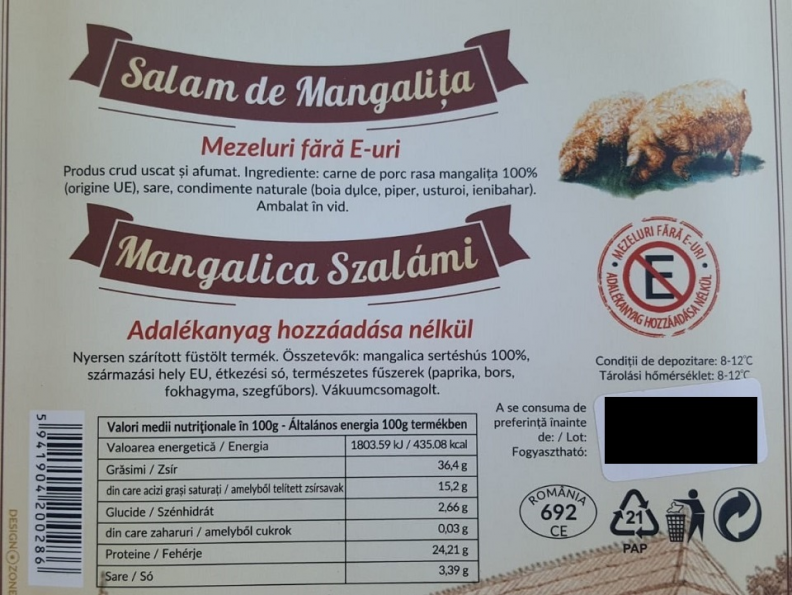 Salam de Mangalița
Mezeluri fără E-uri
Produs crud uscat și afumat. Ingrediente: carne de porc rasa mangalița 100%
(origine UE), sare, condimente naturale (boia dulce, piper, usturoi, ienibahar).
Ambalat în vid.
Mangalica Szalámi
Adalékanyag hozzáadása nélkül
Nyersen szárított füstölt termék. Összetevők: mangalica sertéshús 100%,
származási hely EU, étkezési só, természetes fűszerek (paprika, bors,
fokhagyma, szegfűbors). Vákuumcsomagolt.
• MEZELURI FĂRĂ E-URI •
ADALÉKANYAG HOZZÁADÁSA NÉLKÜL
E
Condiții de depozitare: 8-12°C
Tárolási hőmérséklet: 8-12°C
A se consuma de
preferință înainte
de: / Lot:
Fogyasztható:
Valori medii nutriționale în 100g - Általános energia 100g termékben
Valoarea energetică / Energia 1803.59 kJ / 435.08 kcal
Grăsimi / Zsír 36,4 g
din care acizi grași saturați / amelyből telített zsírsavak 15,2 g
Glucide / Szénhidrát 2,66 g
din care zaharuri / amelyből cukrok 0,03 g
Proteine / Fehérje 24,21 g
Sare / Só 3,39 g
5 941904 200286
DESIGN ZONE
ROMÂNIA
692
CE
21
PAP